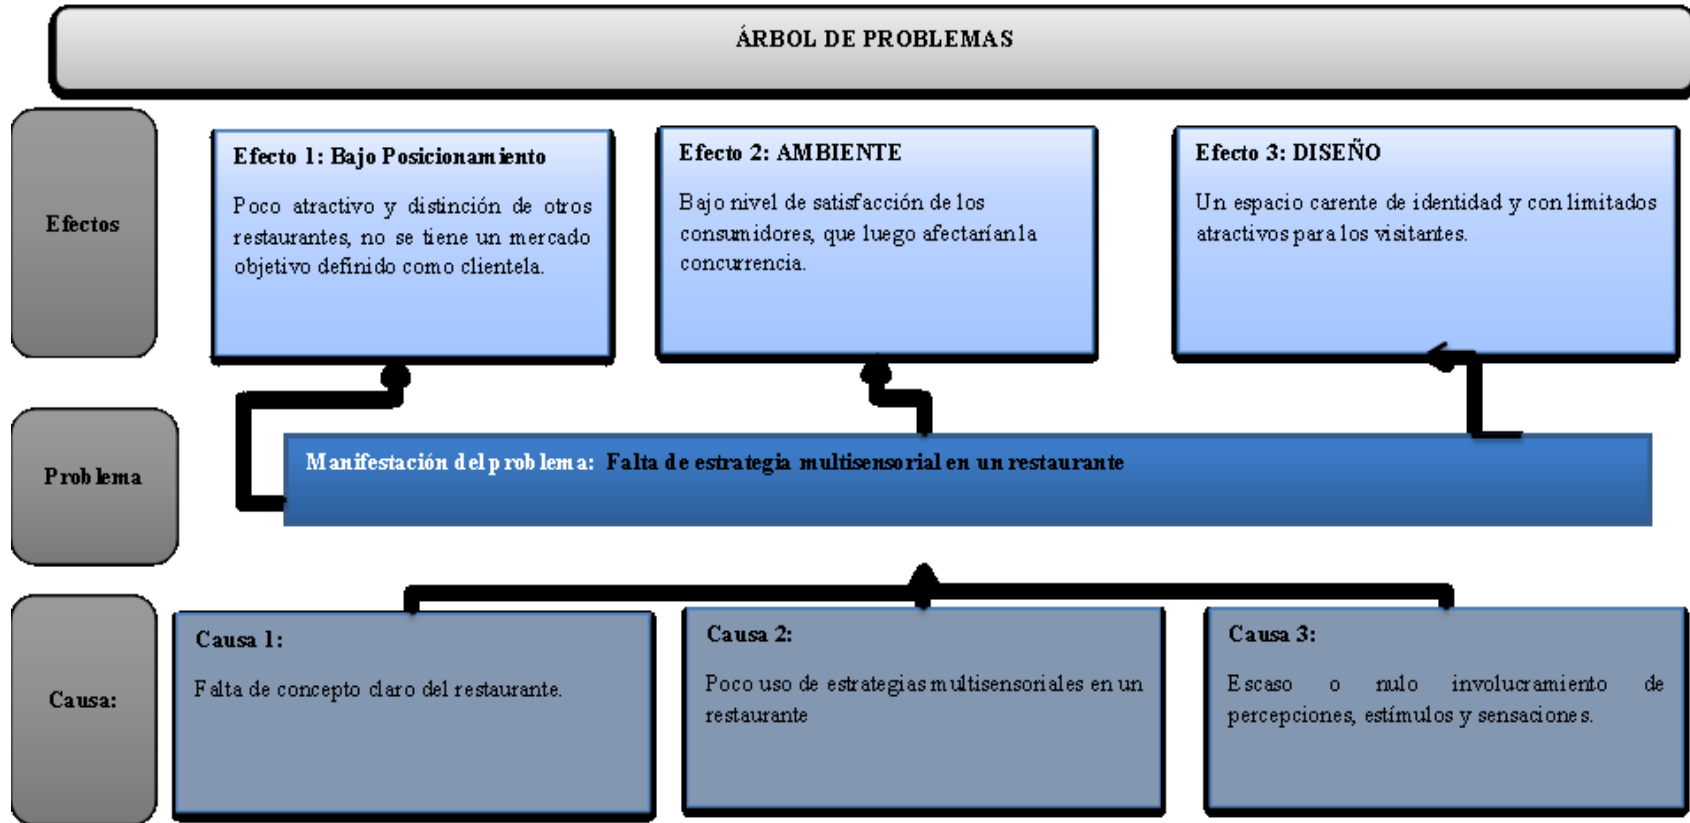 ÁRBOL DE PROBLEMAS
Efectos
Efecto 1: Bajo Posicionamiento
Poco atractivo y distinción de otros
restaurantes, no se tiene un mercado
objetivo definido como clientela.
Efecto 2: AMBIENTE
Bajo nivel de satisfacción de los
consumidores, que luego afectarían la
concurrencia.
Efecto 3: DISEÑO
Un espacio carente de identidad y con limitados
atractivos para los visitantes.
Problema
Manifestación del problema: Falta de estrategia multisensorial en un restaurante
Causa:
Causa 1:
Falta de concepto claro del restaurante.
Causa 2:
Poco uso de estrategias multisensoriales en un
restaurante
Causa 3:
Escaso o nulo involucramiento de
percepciones, estímulos y sensaciones.